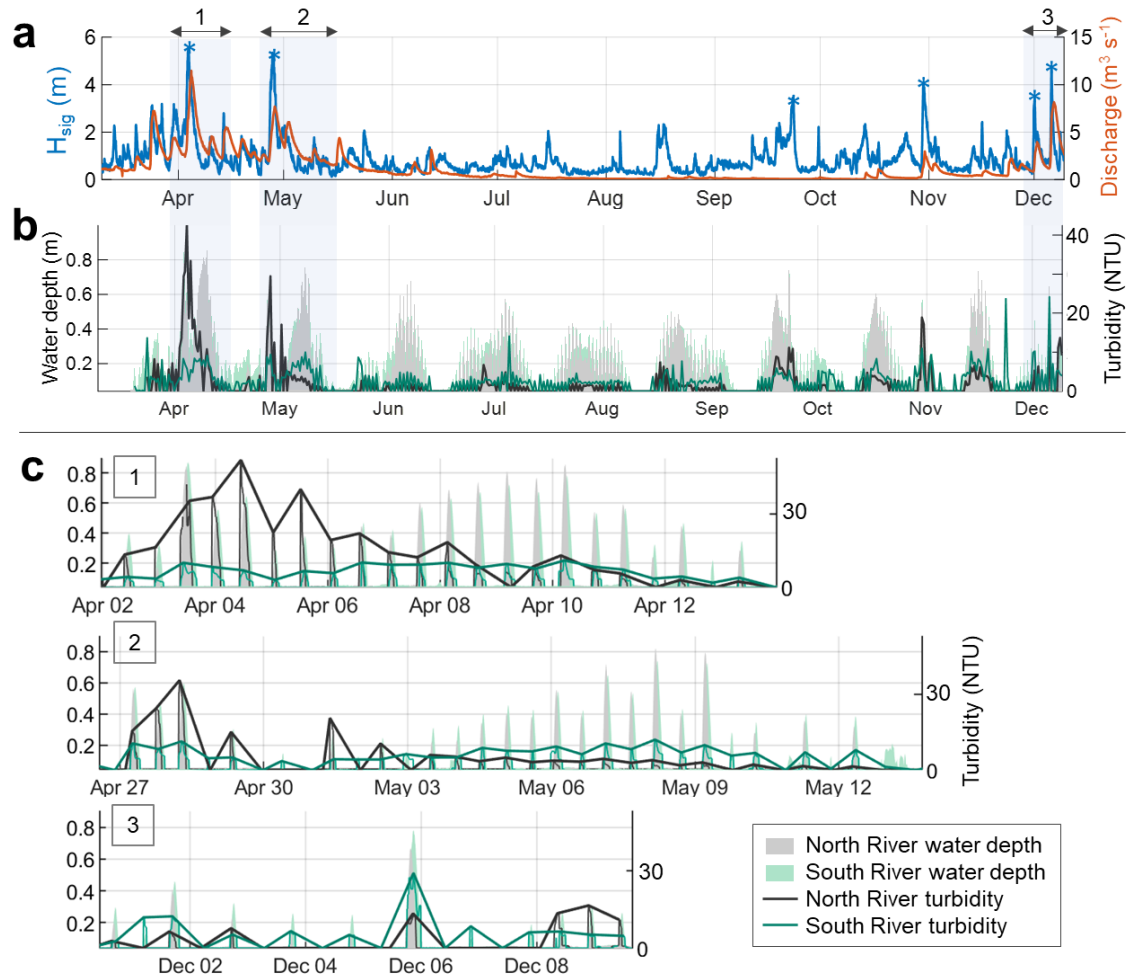 1 2 3
a
6 15
4 10
2 5
0 0
H_sig (m)
Discharge (m³ s⁻¹)
* * * * * *
Apr May Jun Jul Aug Sep Oct Nov Dec
b
0.8 40
0.6
0.4 20
0.2
0
Water depth (m)
Turbidity (NTU)
Apr May Jun Jul Aug Sep Oct Nov Dec
c
1
0.8
0.6 30
0.4
0.2
0
Apr 02 Apr 04 Apr 06 Apr 08 Apr 10 Apr 12
2
0.8
0.6 30
0.4
0.2
0
Turbidity (NTU)
Apr 27 Apr 30 May 03 May 06 May 09 May 12
3
0.8
0.6 30
0.4
0.2
0
Dec 02 Dec 04 Dec 06 Dec 08
North River water depth
South River water depth
North River turbidity
South River turbidity